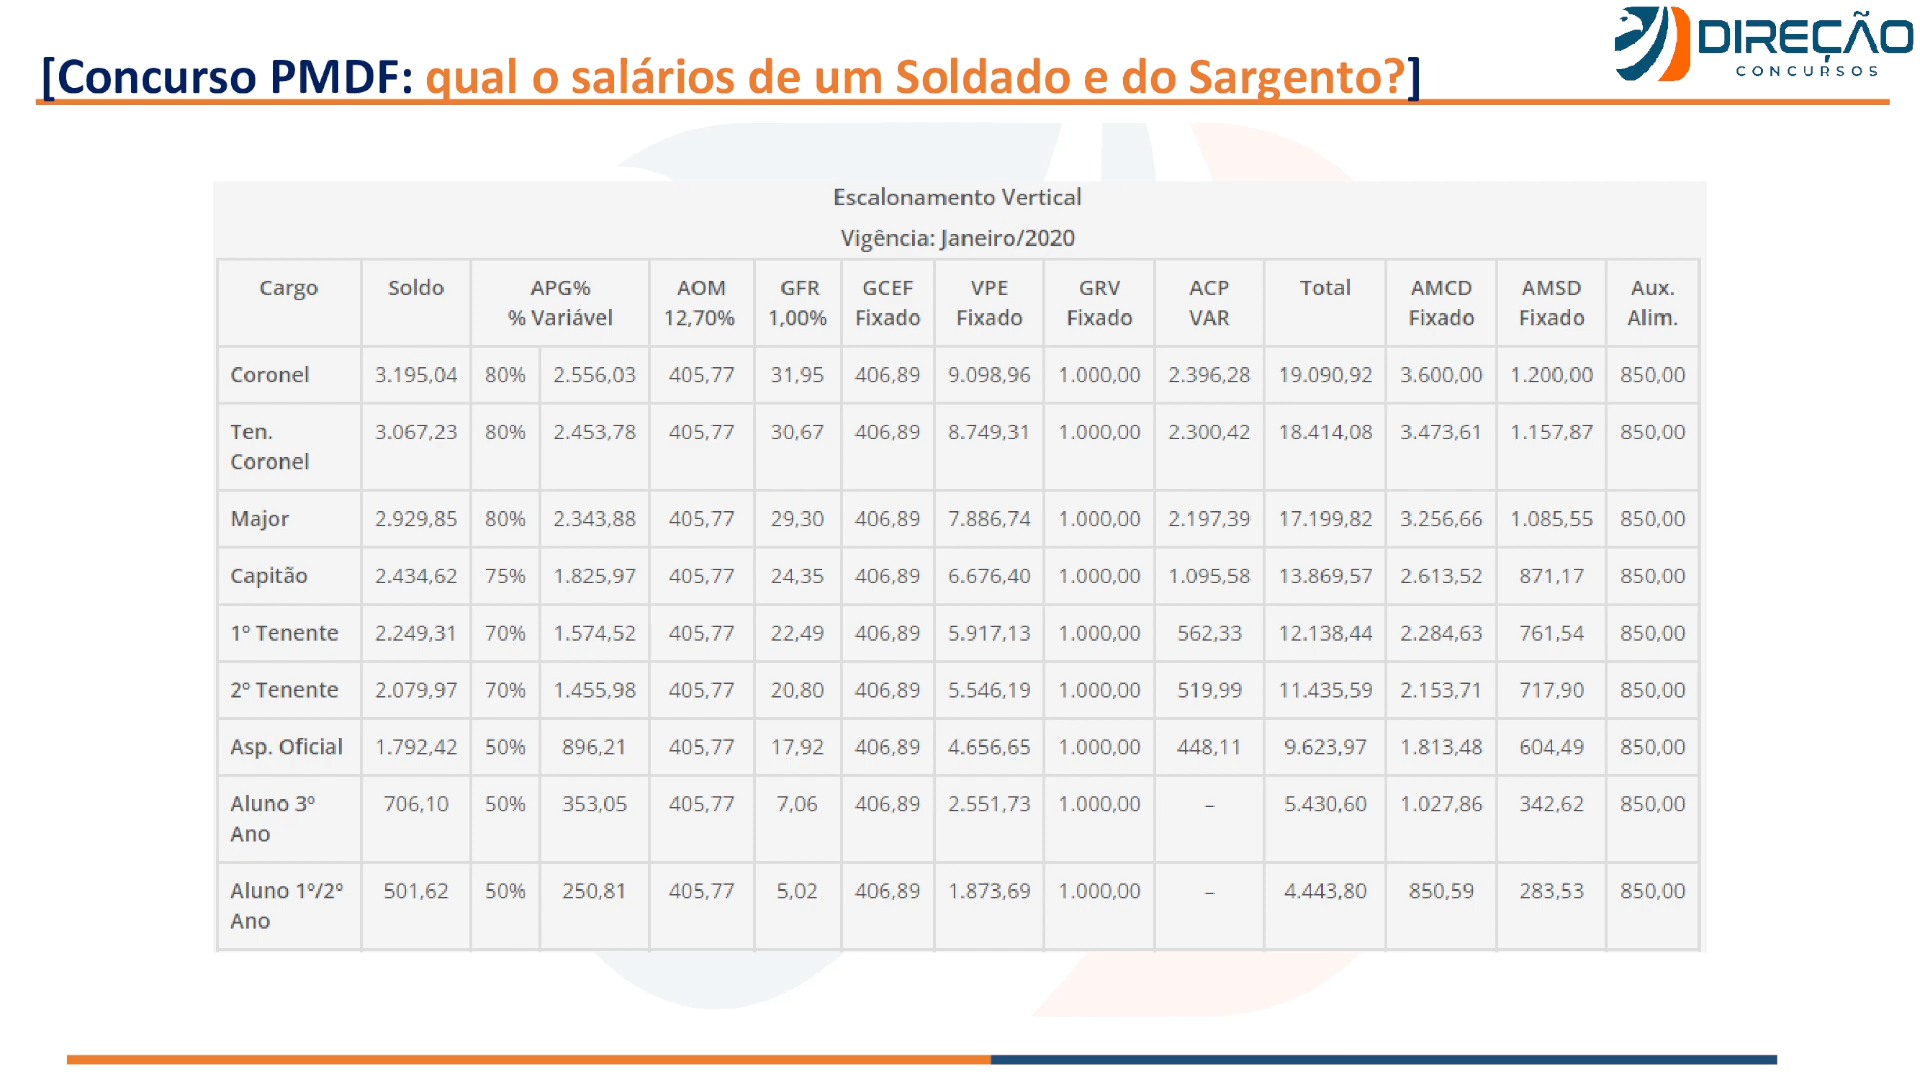 DIREÇÃO
CONCURSOS
[Concurso PMDF: qual o salários de um Soldado e do Sargento?]
Escalonamento Vertical
Vigência: Janeiro/2020
Cargo Soldo APG% % Variável AOM 12,70% GFR 1,00% GCEF Fixado VPE Fixado GRV Fixado ACP VAR Total AMCD Fixado AMSD Fixado Aux. Alim.
Coronel 3.195,04 80% 2.556,03 405,77 31,95 406,89 9.098,96 1.000,00 2.396,28 19.090,92 3.600,00 1.200,00 850,00
Ten. Coronel 3.067,23 80% 2.453,78 405,77 30,67 406,89 8.749,31 1.000,00 2.300,42 18.414,08 3.473,61 1.157,87 850,00
Major 2.929,85 80% 2.343,88 405,77 29,30 406,89 7.886,74 1.000,00 2.197,39 17.199,82 3.256,66 1.085,55 850,00
Capitão 2.434,62 75% 1.825,97 405,77 24,35 406,89 6.676,40 1.000,00 1.095,58 13.869,57 2.613,52 871,17 850,00
1º Tenente 2.249,31 70% 1.574,52 405,77 22,49 406,89 5.917,13 1.000,00 562,33 12.138,44 2.284,63 761,54 850,00
2º Tenente 2.079,97 70% 1.455,98 405,77 20,80 406,89 5.546,19 1.000,00 519,99 11.435,59 2.153,71 717,90 850,00
Asp. Oficial 1.792,42 50% 896,21 405,77 17,92 406,89 4.656,65 1.000,00 448,11 9.623,97 1.813,48 604,49 850,00
Aluno 3º Ano 706,10 50% 353,05 405,77 7,06 406,89 2.551,73 1.000,00 – 5.430,60 1.027,86 342,62 850,00
Aluno 1º/2º Ano 501,62 50% 250,81 405,77 5,02 406,89 1.873,69 1.000,00 – 4.443,80 850,59 283,53 850,00